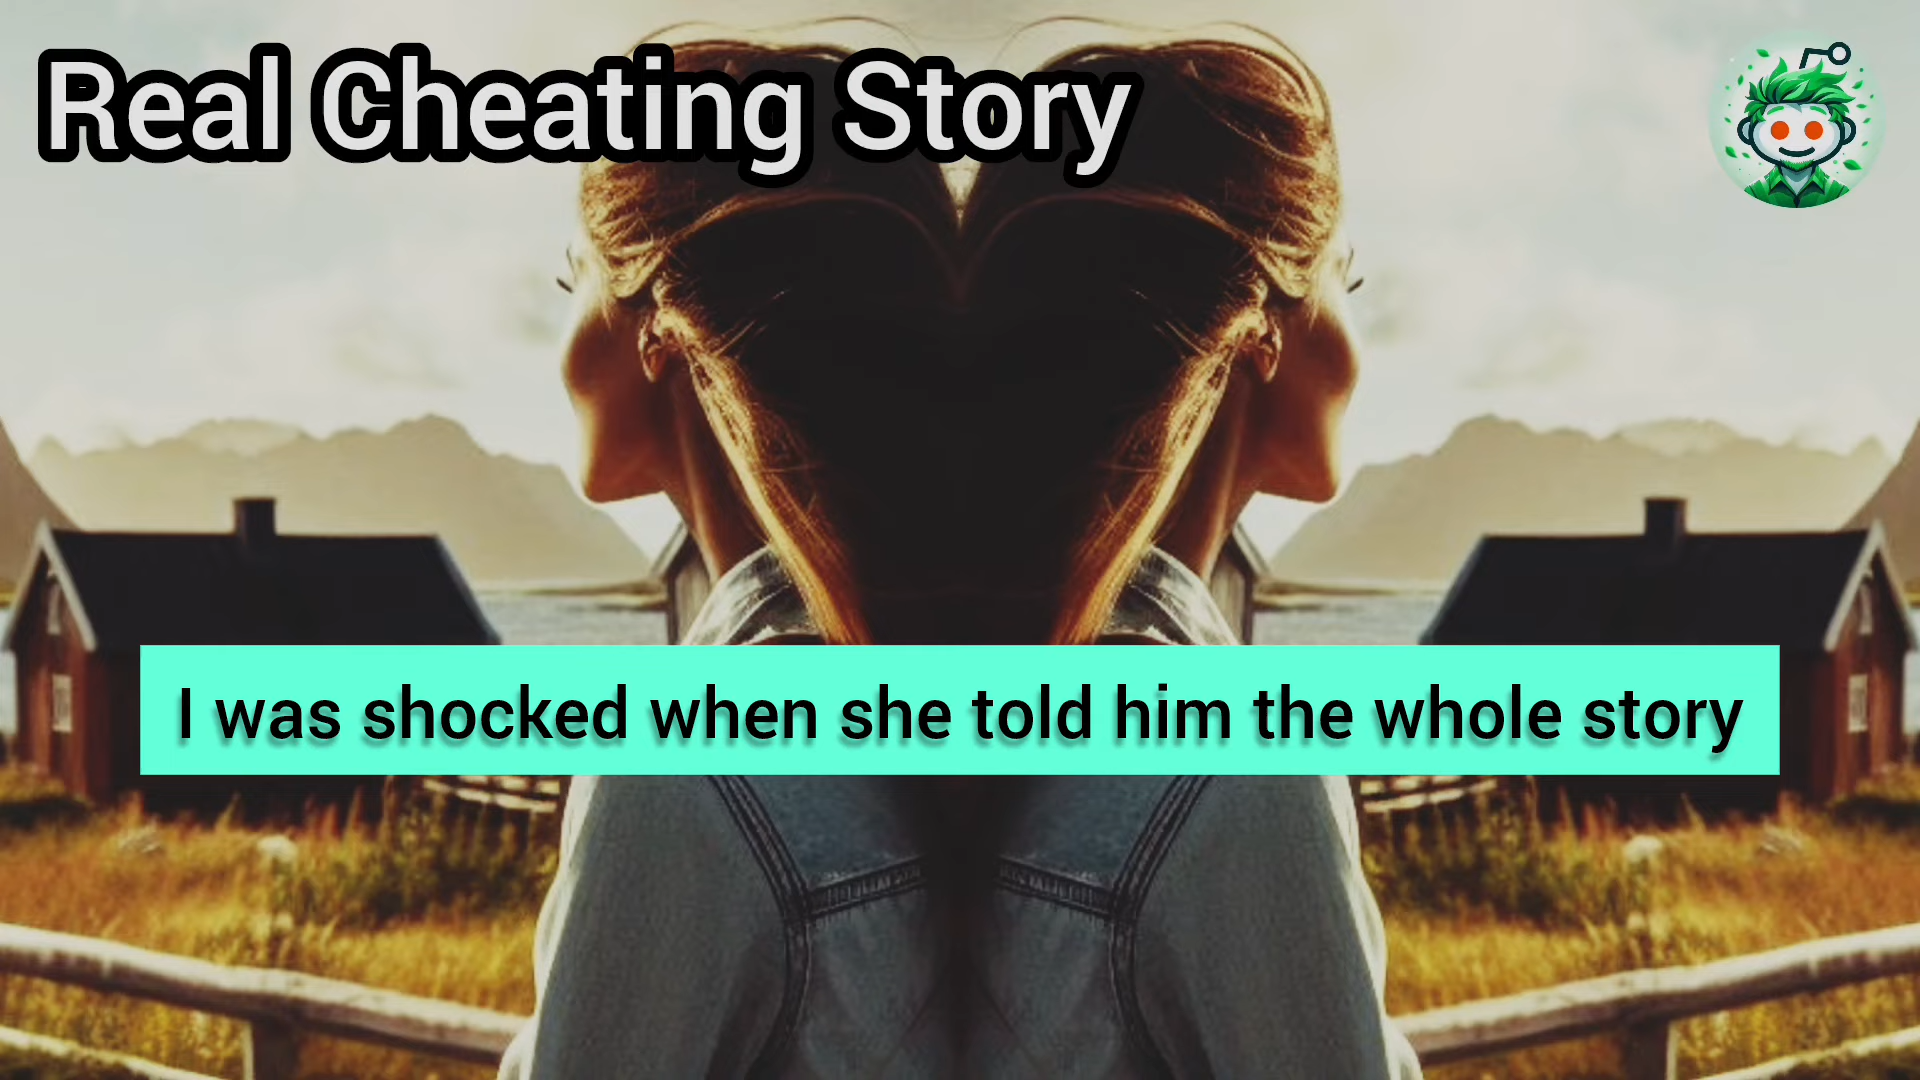 Real Cheating Story
I was shocked when she told him the whole story